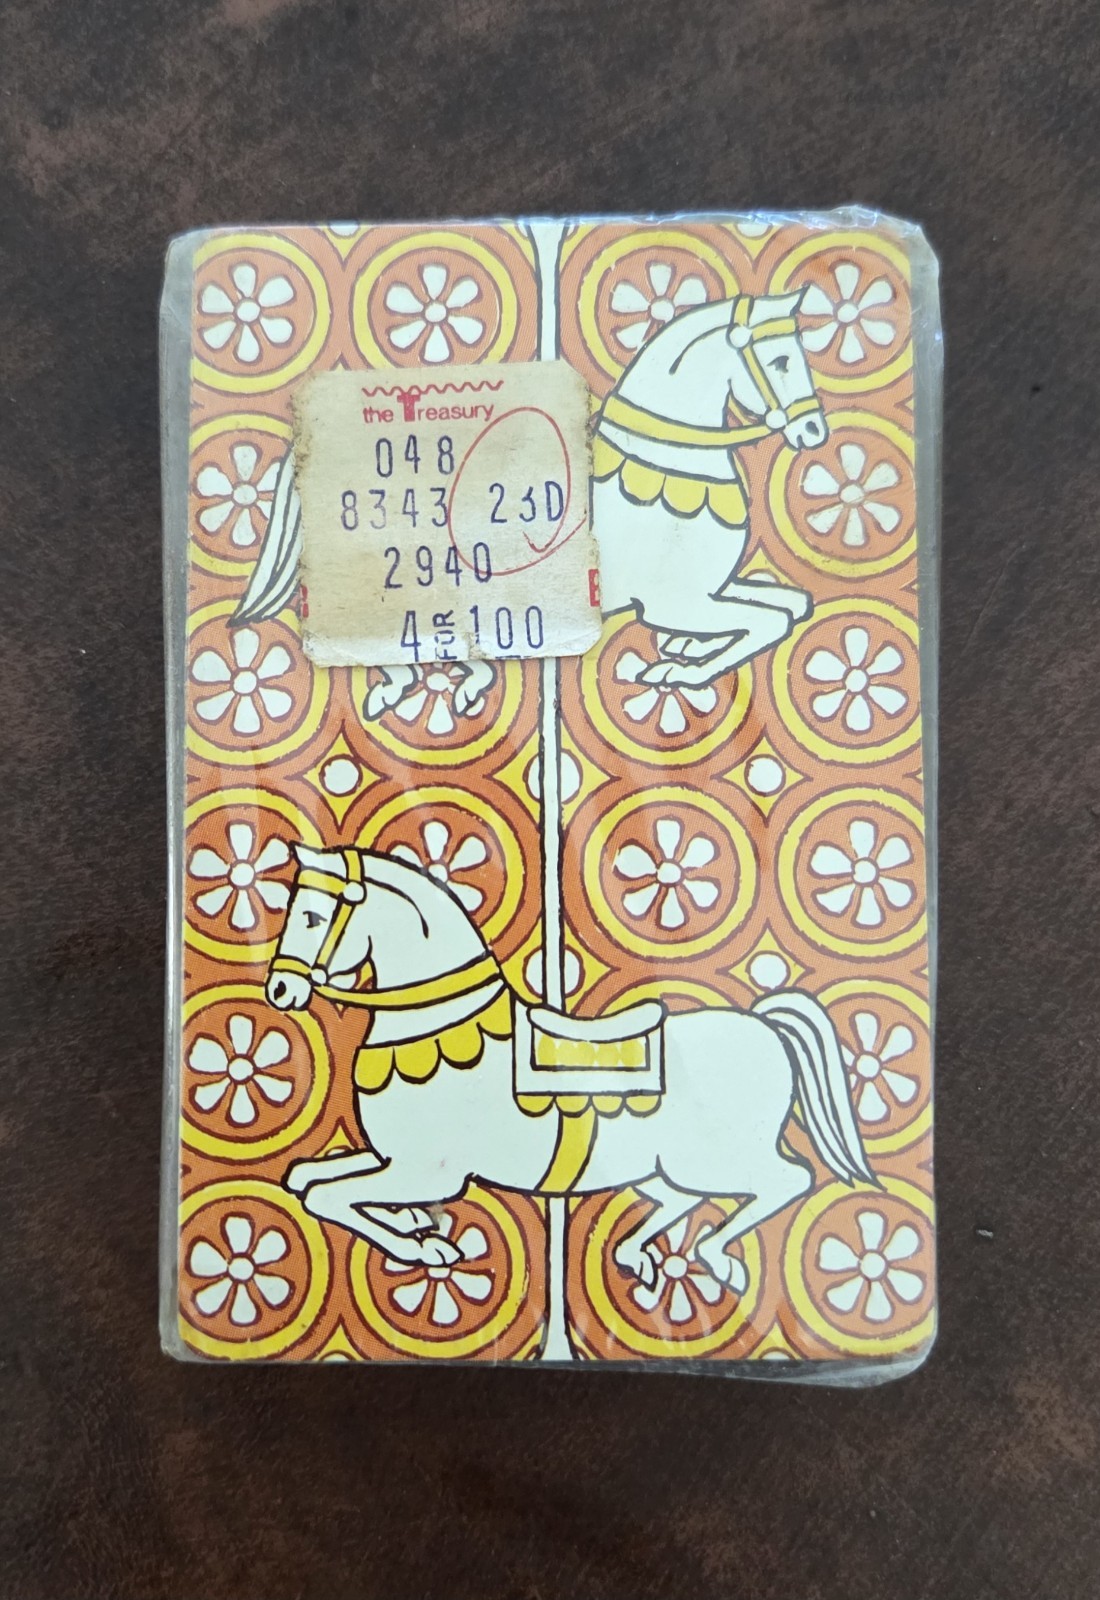 the Treasury
048
8343 23D
2940
4 FOR 100